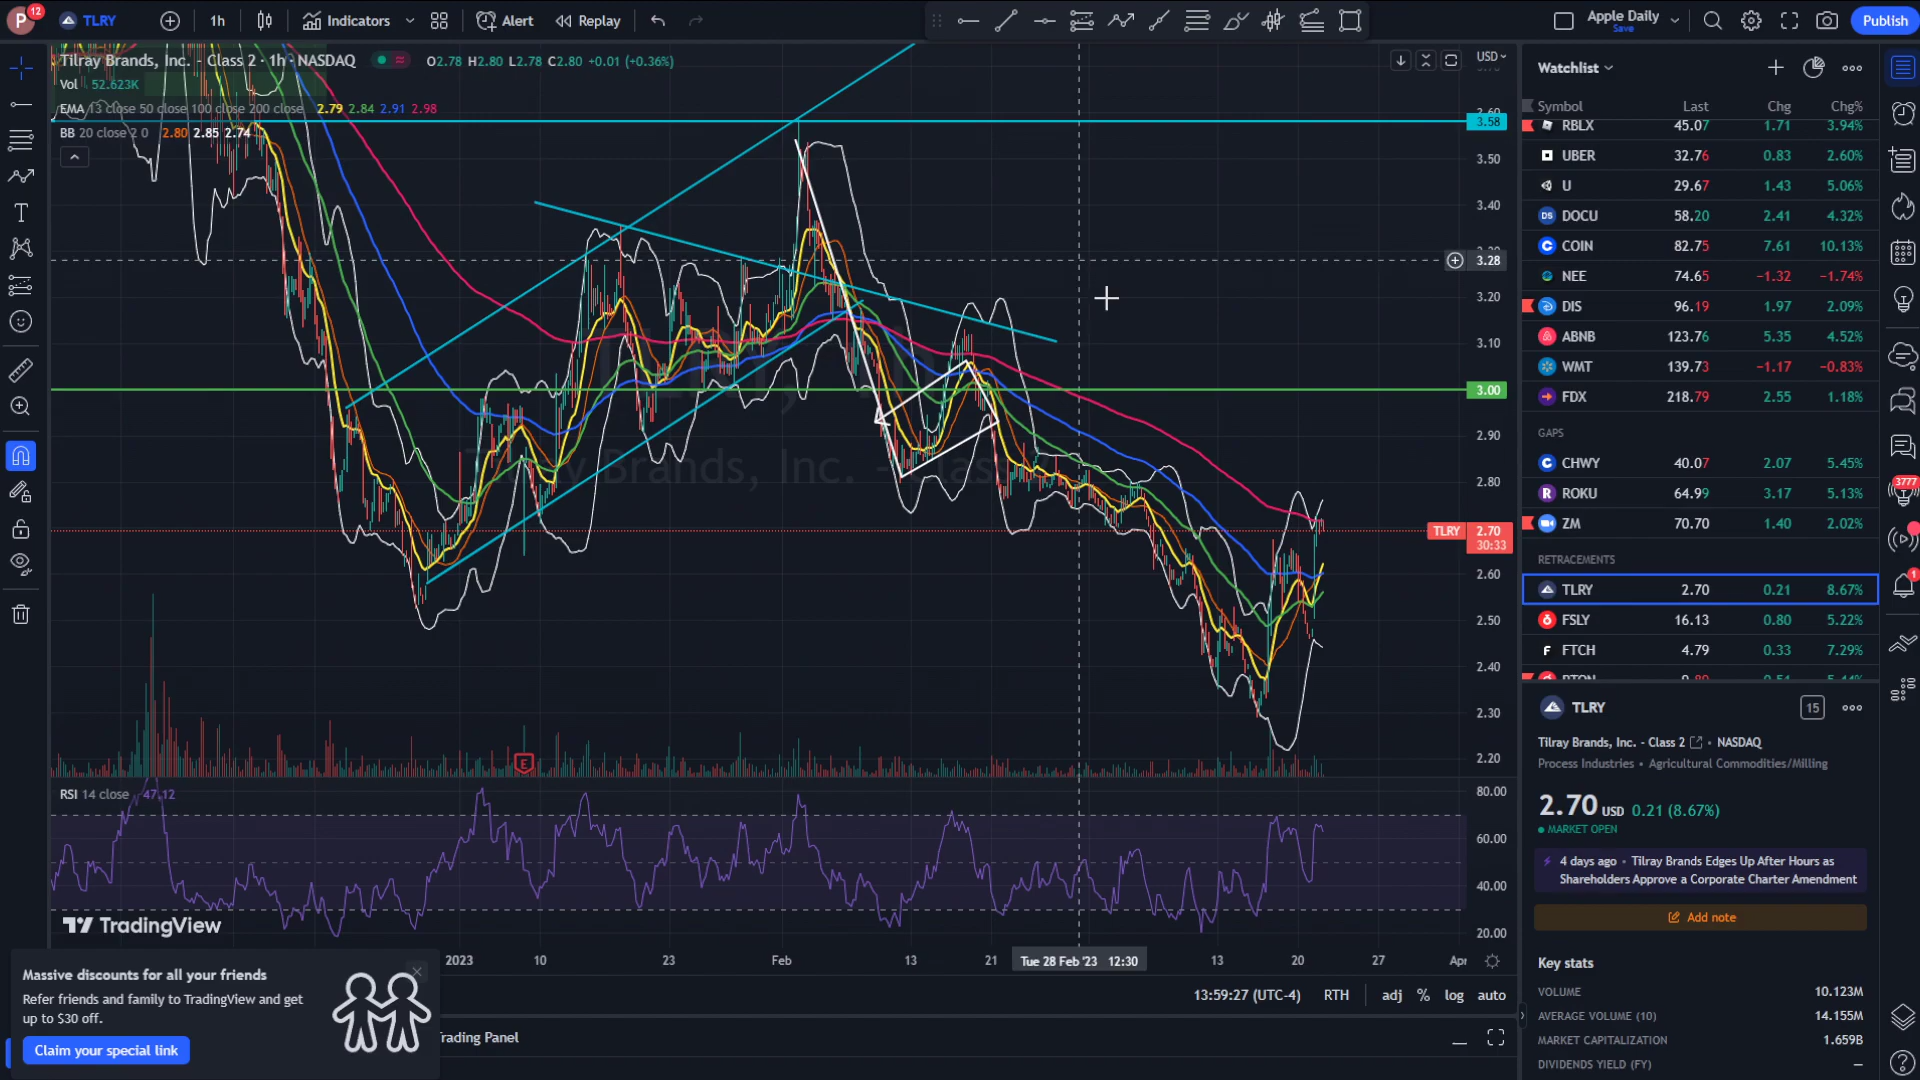 P 12 TLRY 1h Indicators Alert Replay Apple Daily Save Publish
Tilray Brands, Inc. - Class 2 · 1h · NASDAQ O2.78 H2.80 L2.78 C2.80 +0.01 (+0.36%)
Vol 52.623K
EMA 13 close 50 close 100 close 200 close 2.79 2.84 2.91 2.98
BB 20 close 2 0 2.80 2.85 2.74
USD
3.60
3.58
3.50
3.40
3.28
3.20
3.10
3.00
2.90
2.80
TLRY 2.70
30:33
2.60
2.50
2.40
2.30
2.20
Tilray Brands, Inc. - Class
E
RSI 14 close 47.12
80.00
60.00
40.00
20.00
TradingView
2023 10 23 Feb 13 21 Tue 28 Feb '23 12:30 13 20 27 Apr
13:59:27 (UTC-4) RTH adj % log auto
Trading Panel
Massive discounts for all your friends
Refer friends and family to TradingView and get
up to $30 off.
Claim your special link
Watchlist
Symbol Last Chg Chg%
RBLX 45.07 1.71 3.94%
UBER 32.76 0.83 2.60%
U 29.67 1.43 5.06%
DOCU 58.20 2.41 4.32%
COIN 82.75 7.61 10.13%
NEE 74.65 −1.32 −1.74%
DIS 96.19 1.97 2.09%
ABNB 123.76 5.35 4.52%
WMT 139.73 −1.17 −0.83%
FDX 218.79 2.55 1.18%
GAPS
CHWY 40.07 2.07 5.45%
ROKU 64.99 3.17 5.13%
ZM 70.70 1.40 2.02%
RETRACEMENTS
TLRY 2.70 0.21 8.67%
FSLY 16.13 0.80 5.22%
FTCH 4.79 0.33 7.29%
TLRY 15
Tilray Brands, Inc. - Class 2 • NASDAQ
Process Industries • Agricultural Commodities/Milling
2.70 USD 0.21 (8.67%)
MARKET OPEN
4 days ago • Tilray Brands Edges Up After Hours as
Shareholders Approve a Corporate Charter Amendment
Add note
Key stats
VOLUME 10.123M
AVERAGE VOLUME (10) 14.155M
MARKET CAPITALIZATION 1.659B
DIVIDENDS YIELD (FY) —
3777
1